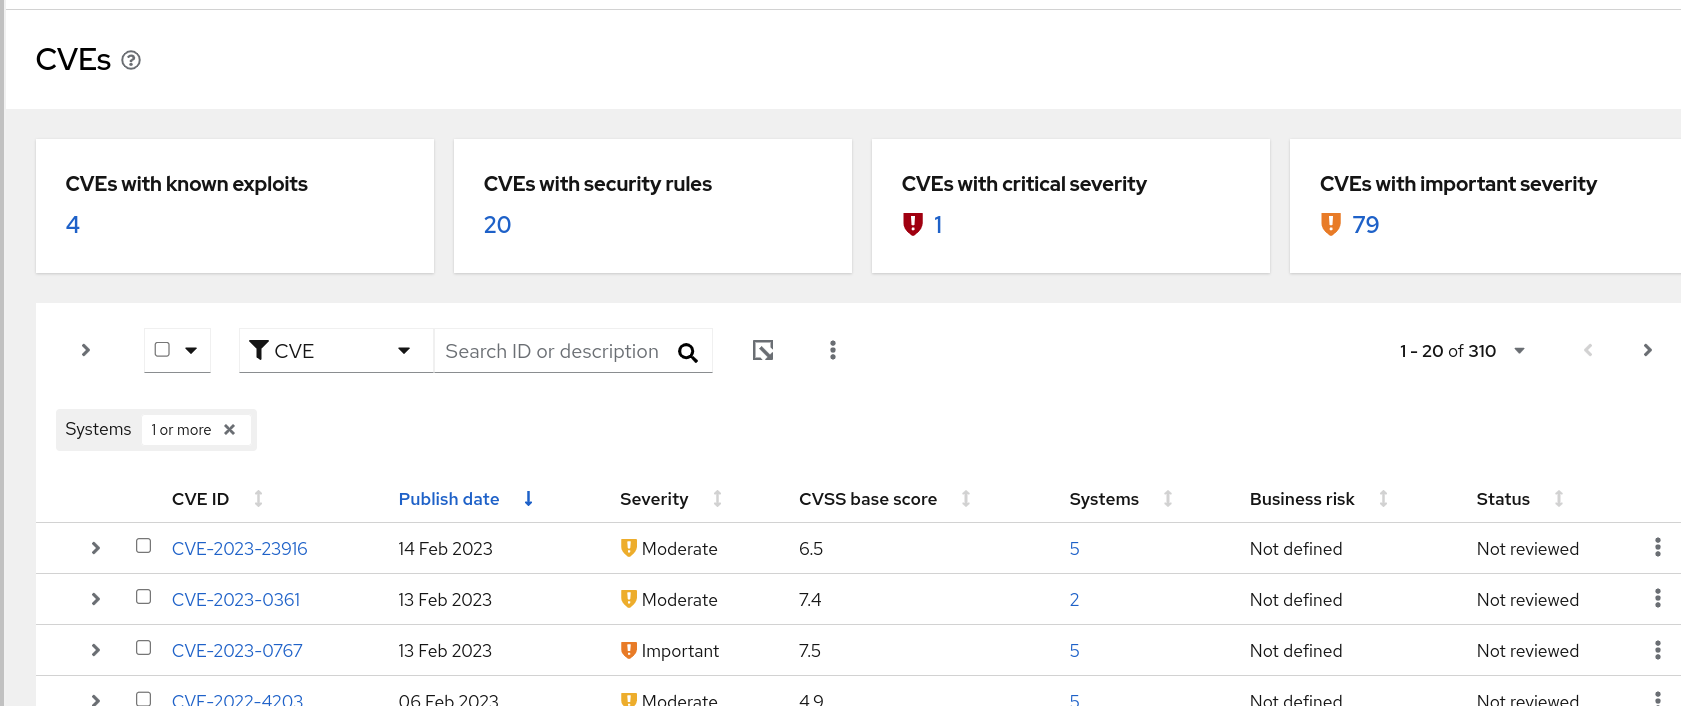 CVEs
CVEs with known exploits
4
CVEs with security rules
20
CVEs with critical severity
1
CVEs with important severity
79
CVE
Search ID or description
1 - 20 of 310
Systems 1 or more
CVE ID Publish date Severity CVSS base score Systems Business risk Status
CVE-2023-23916 14 Feb 2023 Moderate 6.5 5 Not defined Not reviewed
CVE-2023-0361 13 Feb 2023 Moderate 7.4 2 Not defined Not reviewed
CVE-2023-0767 13 Feb 2023 Important 7.5 5 Not defined Not reviewed
CVE-2022-4203 06 Feb 2023 Moderate 4.9 5 Not defined Not reviewed